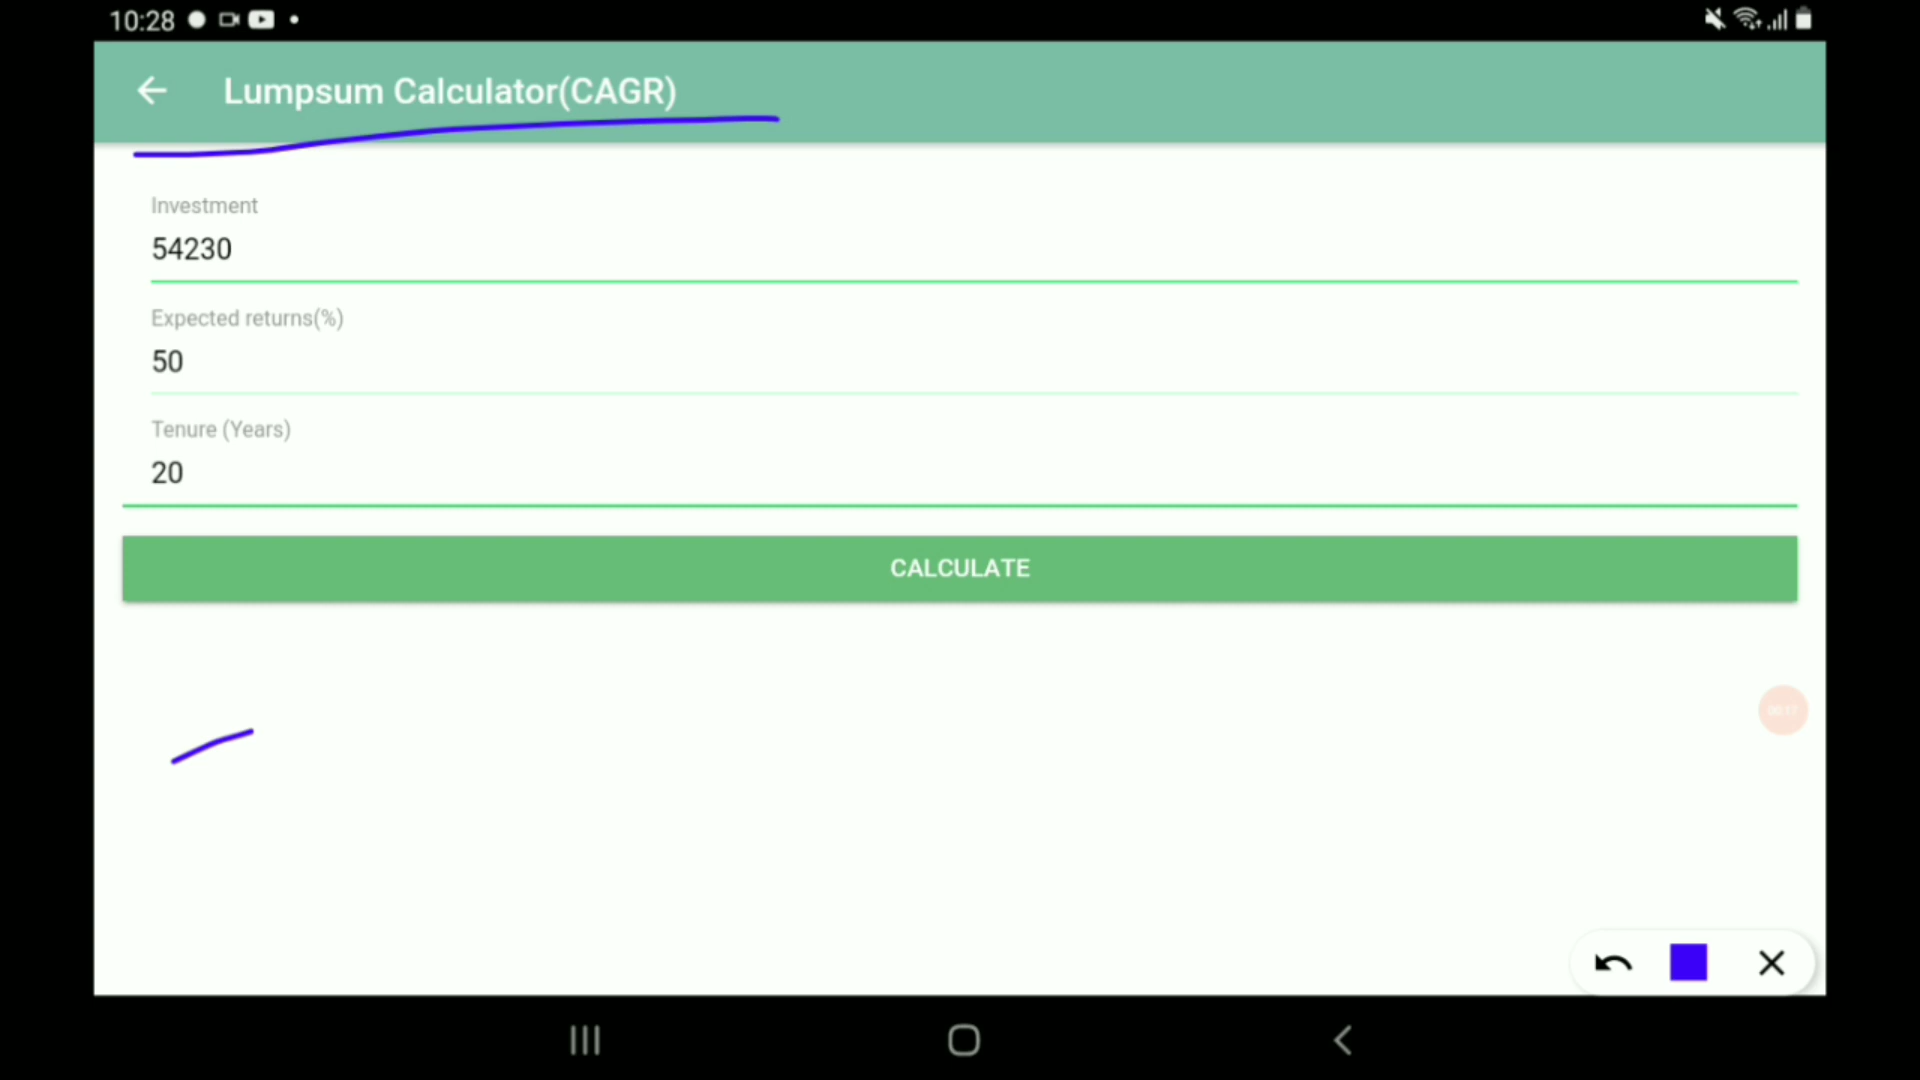 10:28
Lumpsum Calculator(CAGR)
Investment
54230
Expected returns(%)
50
Tenure (Years)
20
CALCULATE